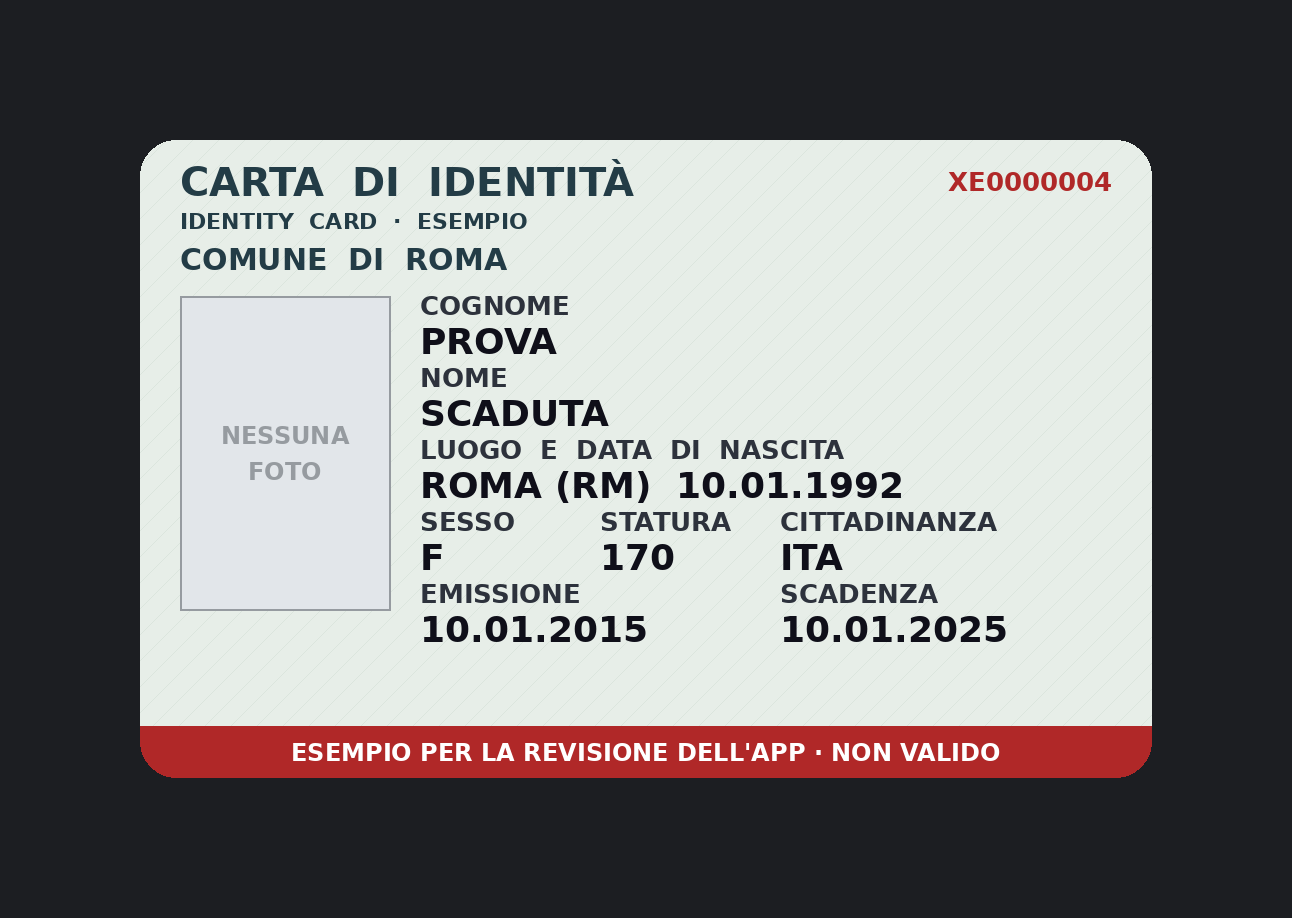 CARTA DI IDENTITÀ
XE0000004
IDENTITY CARD · ESEMPIO
COMUNE DI ROMA
NESSUNA
FOTO
COGNOME
PROVA
NOME
SCADUTA
LUOGO E DATA DI NASCITA
ROMA (RM) 10.01.1992
SESSO STATURA CITTADINANZA
F 170 ITA
EMISSIONE SCADENZA
10.01.2015 10.01.2025
ESEMPIO PER LA REVISIONE DELL'APP · NON VALIDO